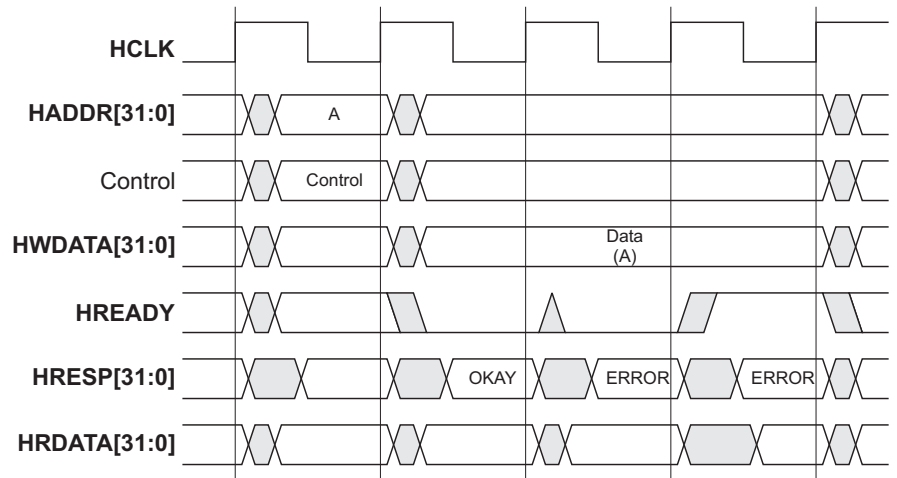 HCLK
HADDR[31:0]
A
Control
Control
HWDATA[31:0]
Data
(A)
HREADY
HRESP[31:0]
OKAY
ERROR
ERROR
HRDATA[31:0]